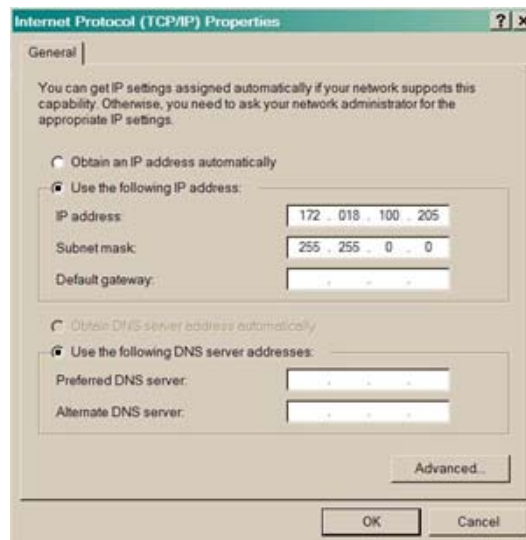 Internet Protocol (TCP/IP) Properties
? x
General
You can get IP settings assigned automatically if your network supports this
capability. Otherwise, you need to ask your network administrator for the
appropriate IP settings.
Obtain an IP address automatically
Use the following IP address:
IP address:
172 . 018 . 100 . 205
Subnet mask:
255 . 255 . 0 . 0
Default gateway:
. . .
Obtain DNS server address automatically
Use the following DNS server addresses:
Preferred DNS server:
. . .
Alternate DNS server:
. . .
Advanced...
OK
Cancel